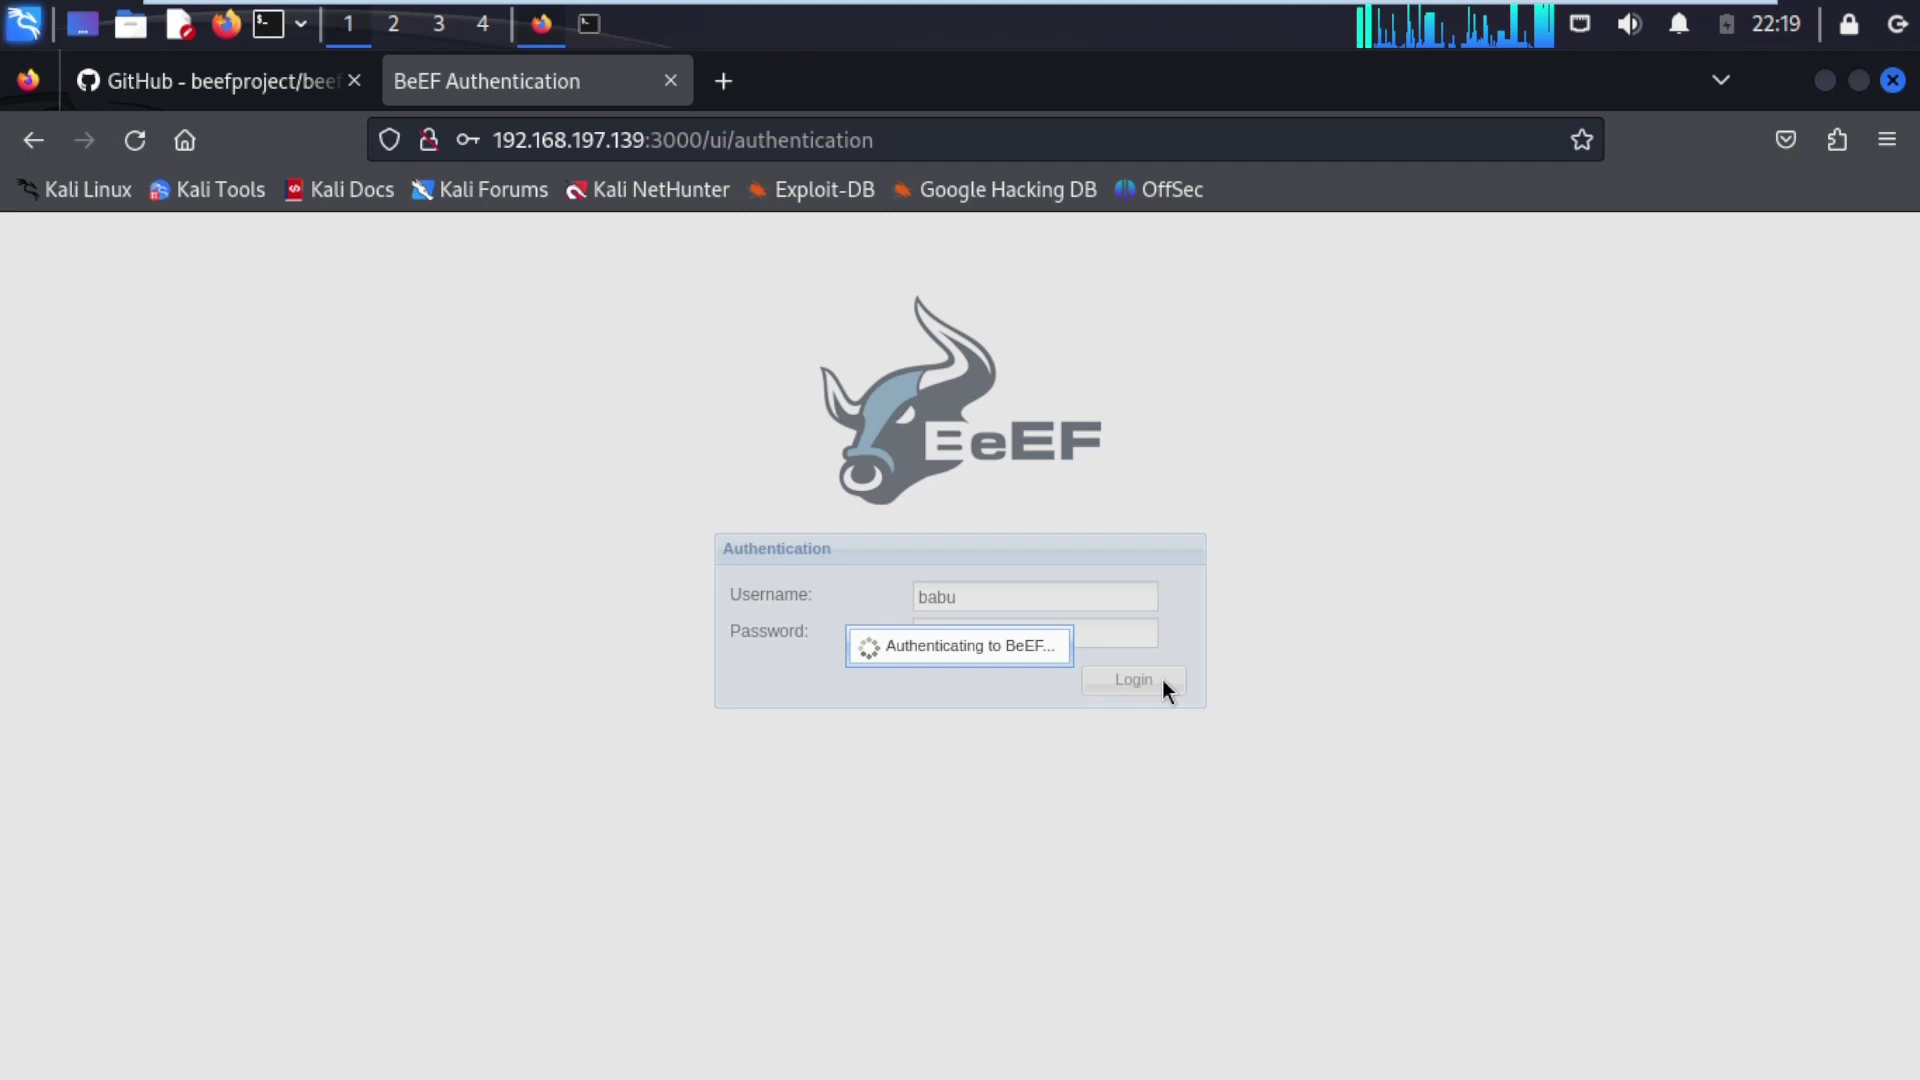 1 2 3 4 22:19
GitHub - beefproject/beef
BeEF Authentication
192.168.197.139:3000/ui/authentication
Kali Linux Kali Tools Kali Docs Kali Forums Kali NetHunter Exploit-DB Google Hacking DB OffSec
BeEF
Authentication
Username: babu
Password:
Authenticating to BeEF...
Login